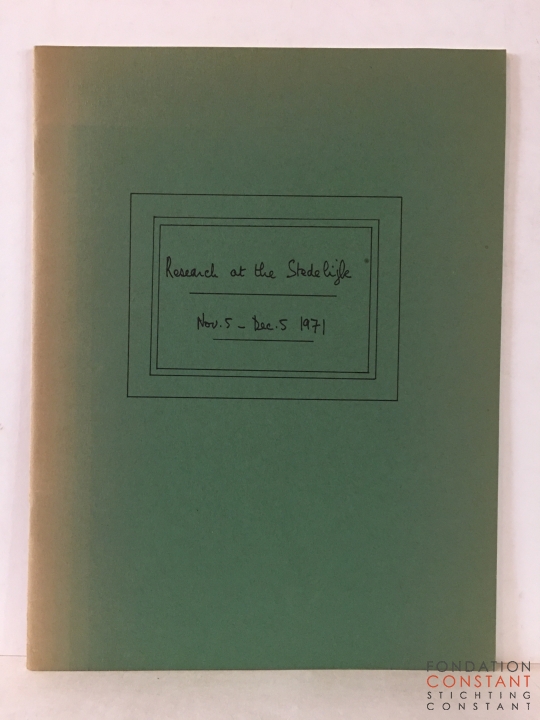 Research at the Stedelijk
Nov. 5 - Dec. 5 1971
FONDATION
CONSTANT
STICHTING
CONSTANT